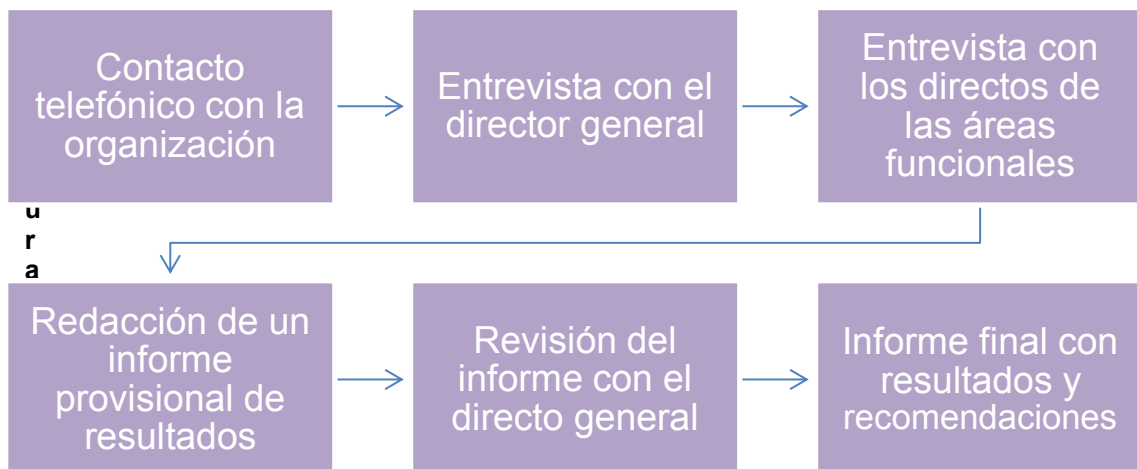 Contacto
telefónico con la
organización
Entrevista con el
director general
Entrevista con
los directos de
las áreas
funcionales
u
r
a
Redacción de un
informe
provisional de
resultados
Revisión del
informe con el
directo general
Informe final con
resultados y
recomendaciones